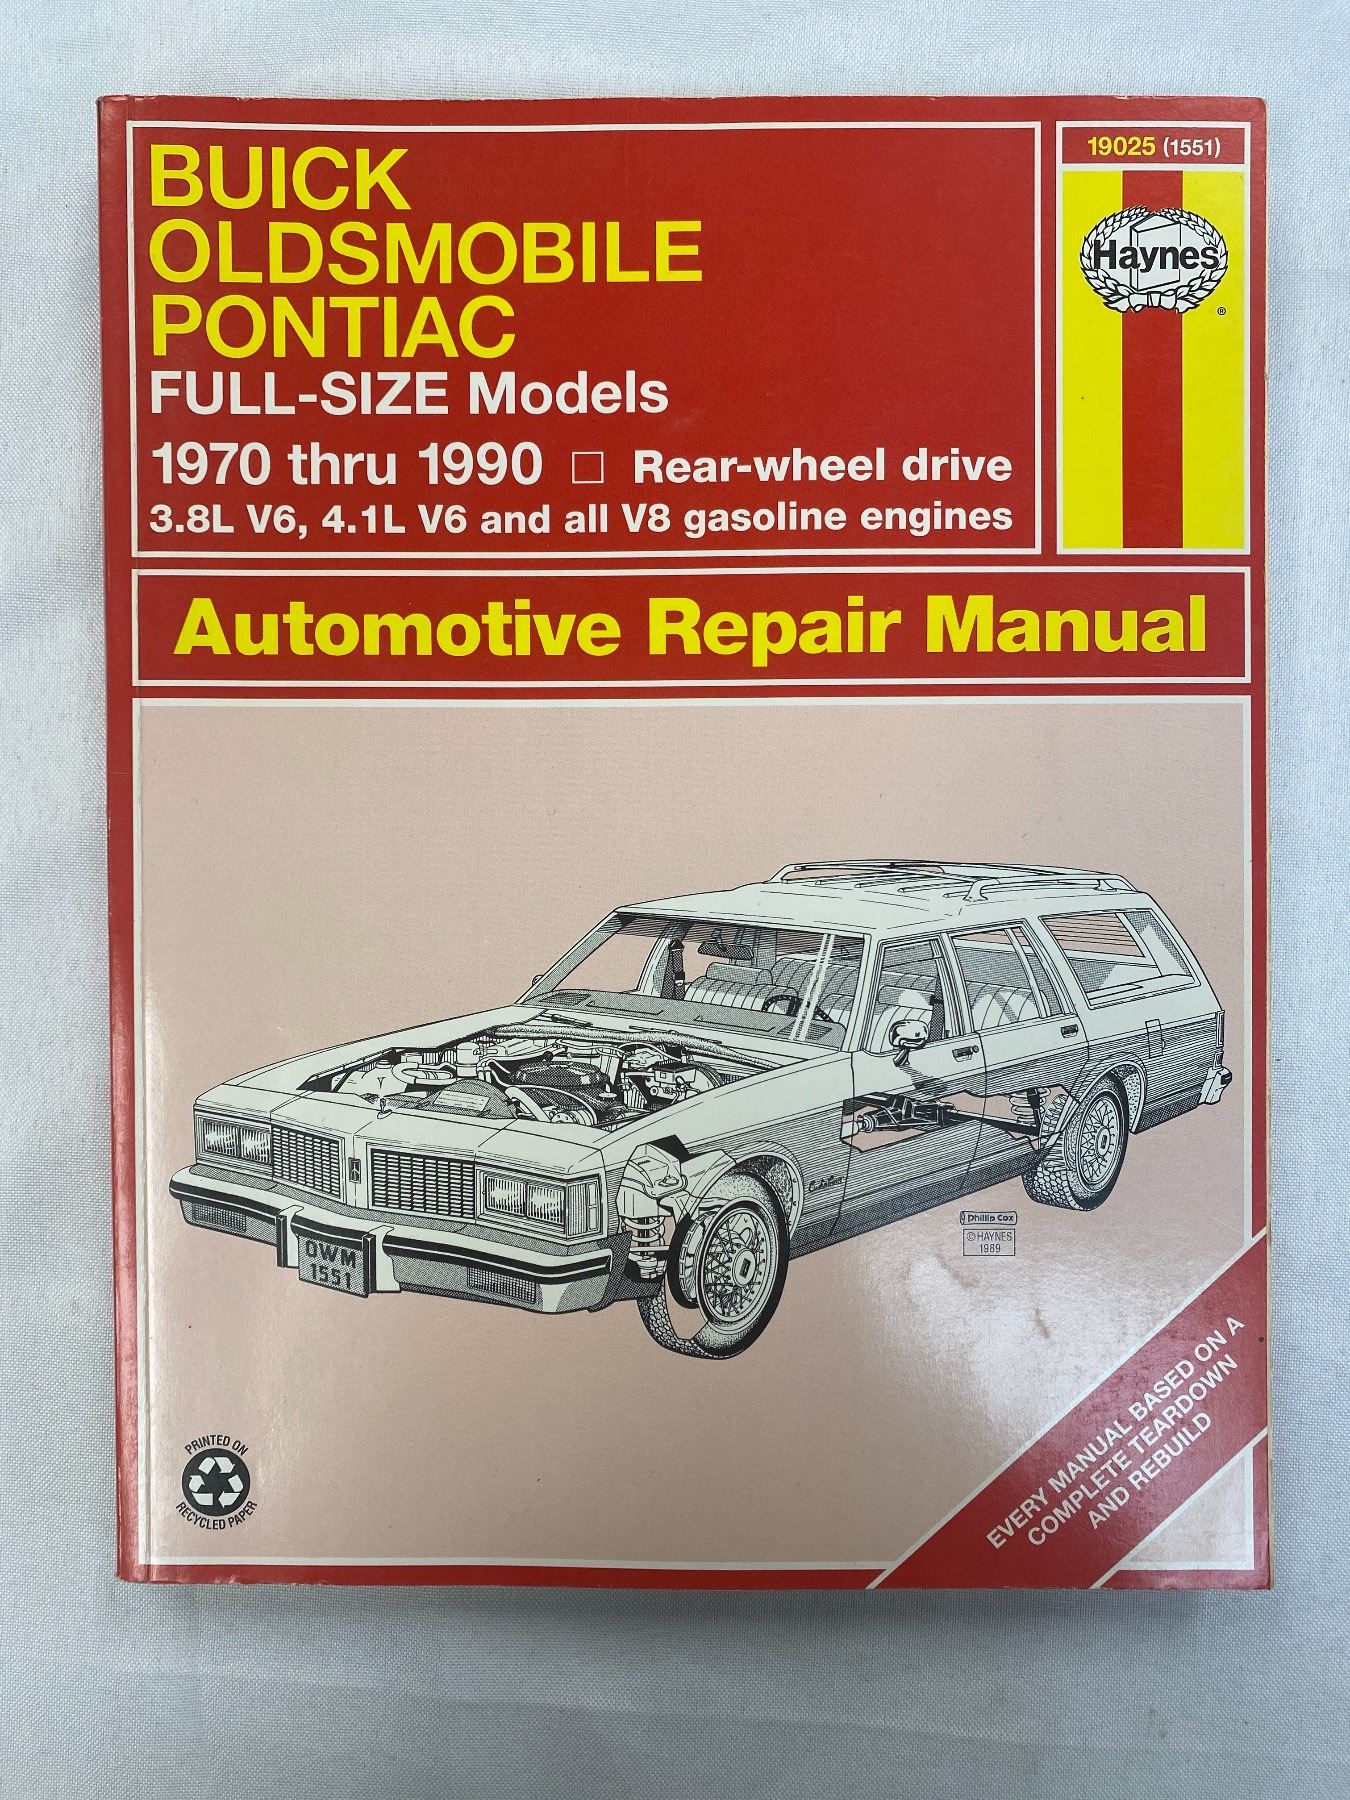 BUICK
OLDSMOBILE
PONTIAC
FULL-SIZE Models
1970 thru 1990 □ Rear-wheel drive
3.8L V6, 4.1L V6 and all V8 gasoline engines
19025 (1551)
Haynes
®
Automotive Repair Manual
DWM
1551
Phillip Cox
©HAYNES
1989
PRINTED ON
RECYCLED PAPER
EVERY MANUAL BASED ON A
COMPLETE TEARDOWN
AND REBUILD